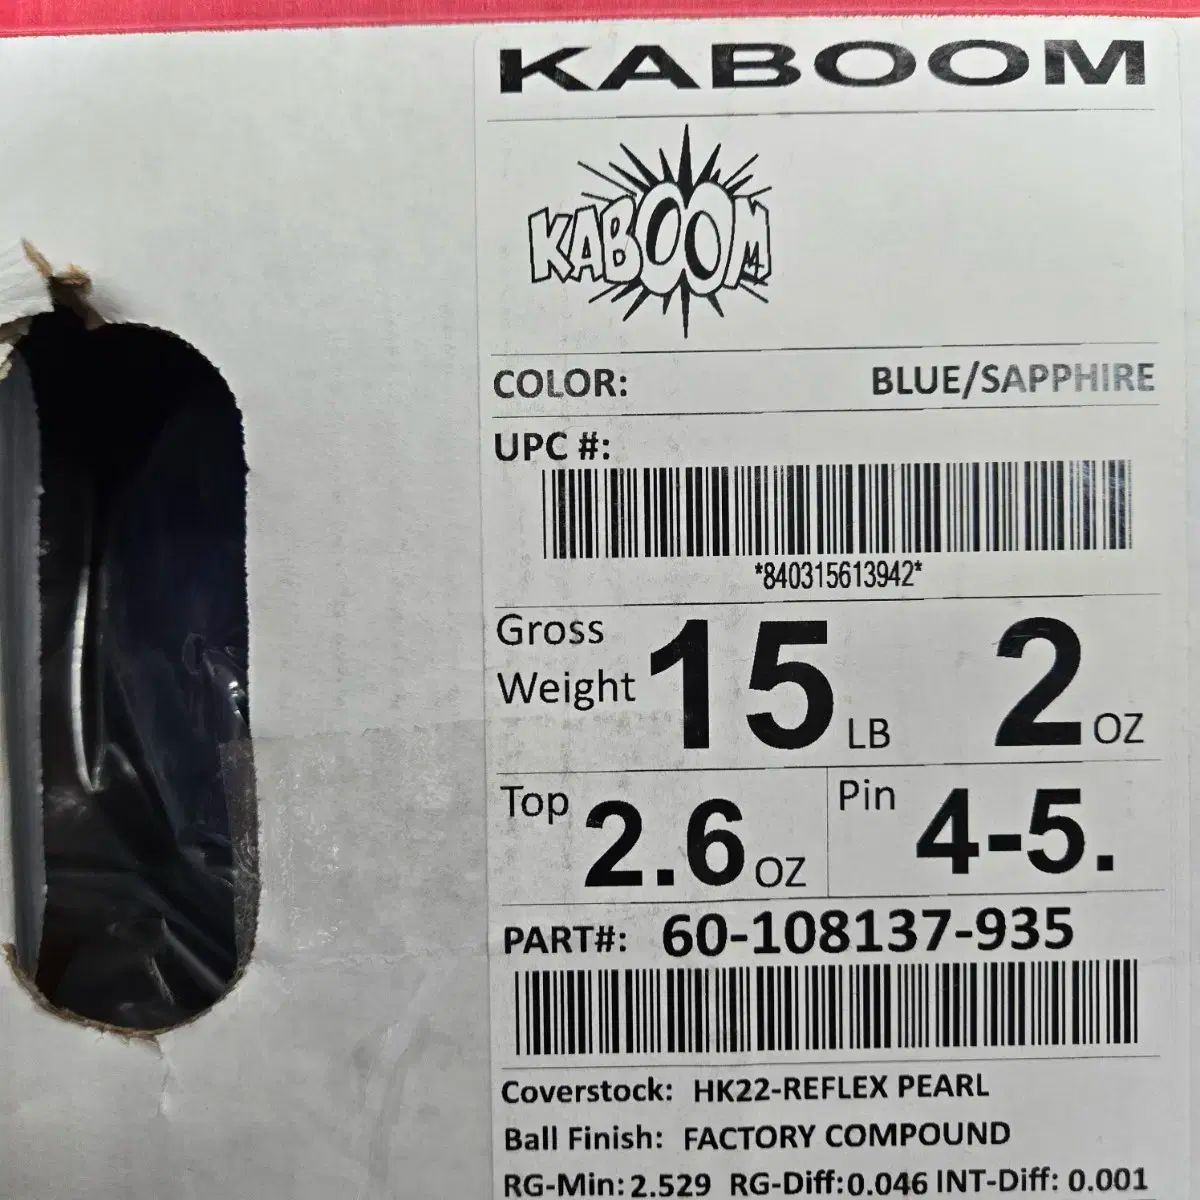 KABOOM
KABOOM
COLOR: BLUE/SAPPHIRE
UPC #:
*840315613942*
Gross Weight 15 LB 2 OZ
Top 2.6 OZ Pin 4-5.
PART#: 60-108137-935
Coverstock: HK22-REFLEX PEARL
Ball Finish: FACTORY COMPOUND
RG-Min: 2.529 RG-Diff: 0.046 INT-Diff: 0.001